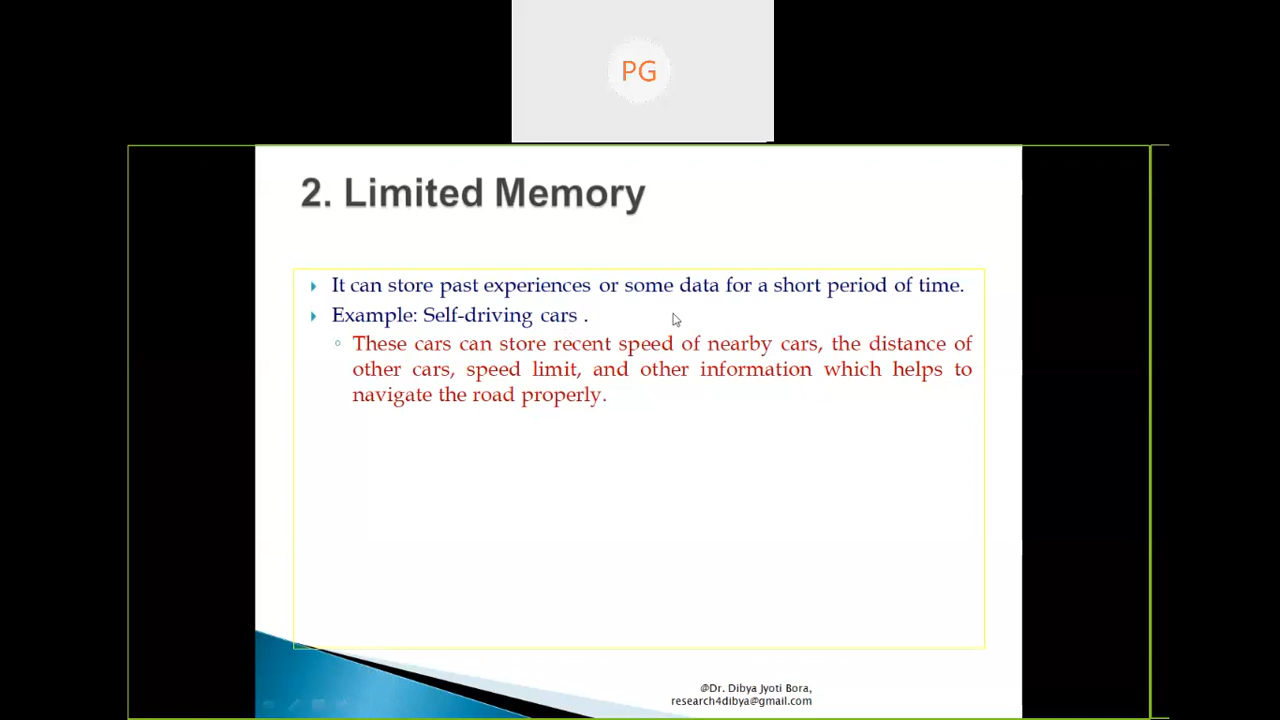 PG
2. Limited Memory
It can store past experiences or some data for a short period of time.
Example: Self-driving cars .
These cars can store recent speed of nearby cars, the distance of
other cars, speed limit, and other information which helps to
navigate the road properly.
@Dr. Dibya Jyoti Bora,
research4dibya@gmail.com